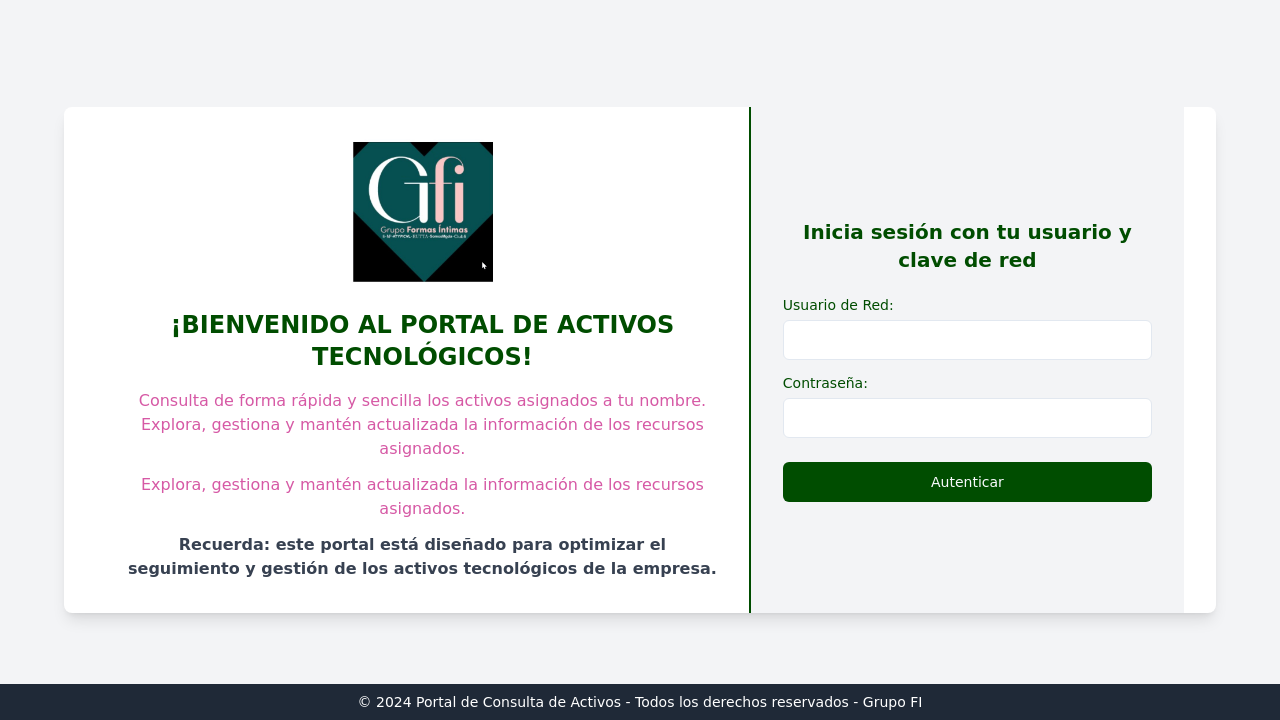 Gfi
Grupo Formas Íntimas
¡BIENVENIDO AL PORTAL DE ACTIVOS
TECNOLÓGICOS!
Consulta de forma rápida y sencilla los activos asignados a tu nombre.
Explora, gestiona y mantén actualizada la información de los recursos
asignados.
Explora, gestiona y mantén actualizada la información de los recursos
asignados.
Recuerda: este portal está diseñado para optimizar el
seguimiento y gestión de los activos tecnológicos de la empresa.
Inicia sesión con tu usuario y
clave de red
Usuario de Red:
Contraseña:
Autenticar
© 2024 Portal de Consulta de Activos - Todos los derechos reservados - Grupo FI